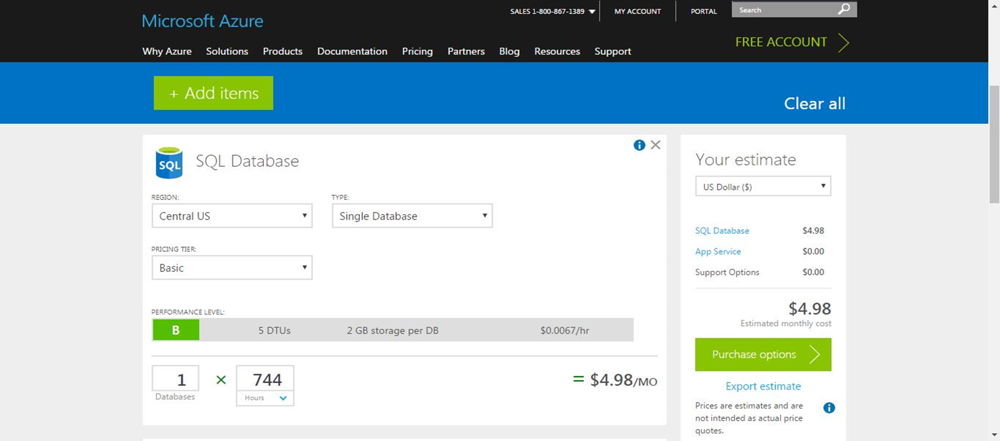 Microsoft Azure
SALES 1-800-867-1389
MY ACCOUNT
PORTAL
Search
FREE ACCOUNT
Why Azure Solutions Products Documentation Pricing Partners Blog Resources Support
+ Add items
Clear all
SQL
SQL Database
REGION:
Central US
TYPE:
Single Database
PRICING TIER:
Basic
PERFORMANCE LEVEL:
B 5 DTUs 2 GB storage per DB $0.0067/hr
1 × 744 = $4.98/MO
Databases Hours
Your estimate
US Dollar ($)
SQL Database $4.98
App Service $0.00
Support Options $0.00
$4.98
Estimated monthly cost
Purchase options
Export estimate
Prices are estimates and are
not intended as actual price
quotes.